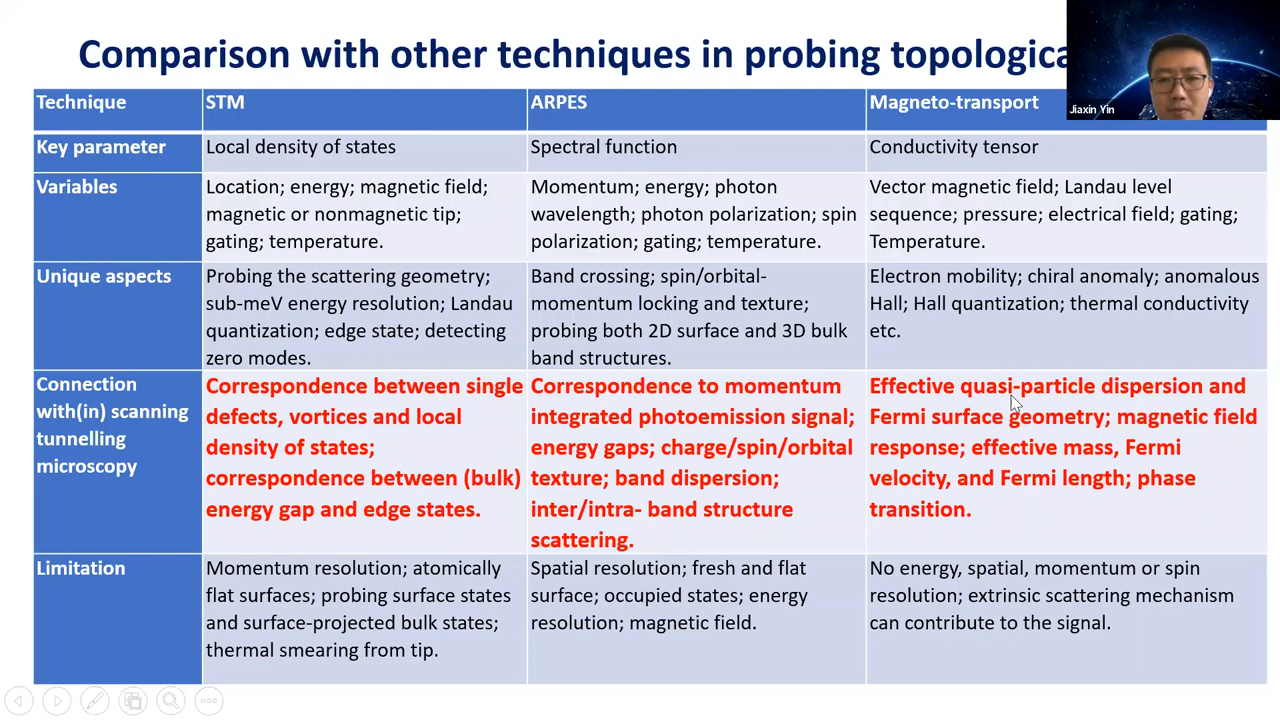 Comparison with other techniques in probing topologica
Jiaxin Yin
Technique
STM
ARPES
Magneto-transport
Key parameter
Local density of states
Spectral function
Conductivity tensor
Variables
Location; energy; magnetic field;
magnetic or nonmagnetic tip;
gating; temperature.
Momentum; energy; photon
wavelength; photon polarization; spin
polarization; gating; temperature.
Vector magnetic field; Landau level
sequence; pressure; electrical field; gating;
Temperature.
Unique aspects
Probing the scattering geometry;
sub-meV energy resolution; Landau
quantization; edge state; detecting
zero modes.
Band crossing; spin/orbital-
momentum locking and texture;
probing both 2D surface and 3D bulk
band structures.
Electron mobility; chiral anomaly; anomalous
Hall; Hall quantization; thermal conductivity
etc.
Connection
with(in) scanning
tunnelling
microscopy
Correspondence between single
defects, vortices and local
density of states;
correspondence between (bulk)
energy gap and edge states.
Correspondence to momentum
integrated photoemission signal;
energy gaps; charge/spin/orbital
texture; band dispersion;
inter/intra- band structure
scattering.
Effective quasi-particle dispersion and
Fermi surface geometry; magnetic field
response; effective mass, Fermi
velocity, and Fermi length; phase
transition.
Limitation
Momentum resolution; atomically
flat surfaces; probing surface states
and surface-projected bulk states;
thermal smearing from tip.
Spatial resolution; fresh and flat
surface; occupied states; energy
resolution; magnetic field.
No energy, spatial, momentum or spin
resolution; extrinsic scattering mechanism
can contribute to the signal.